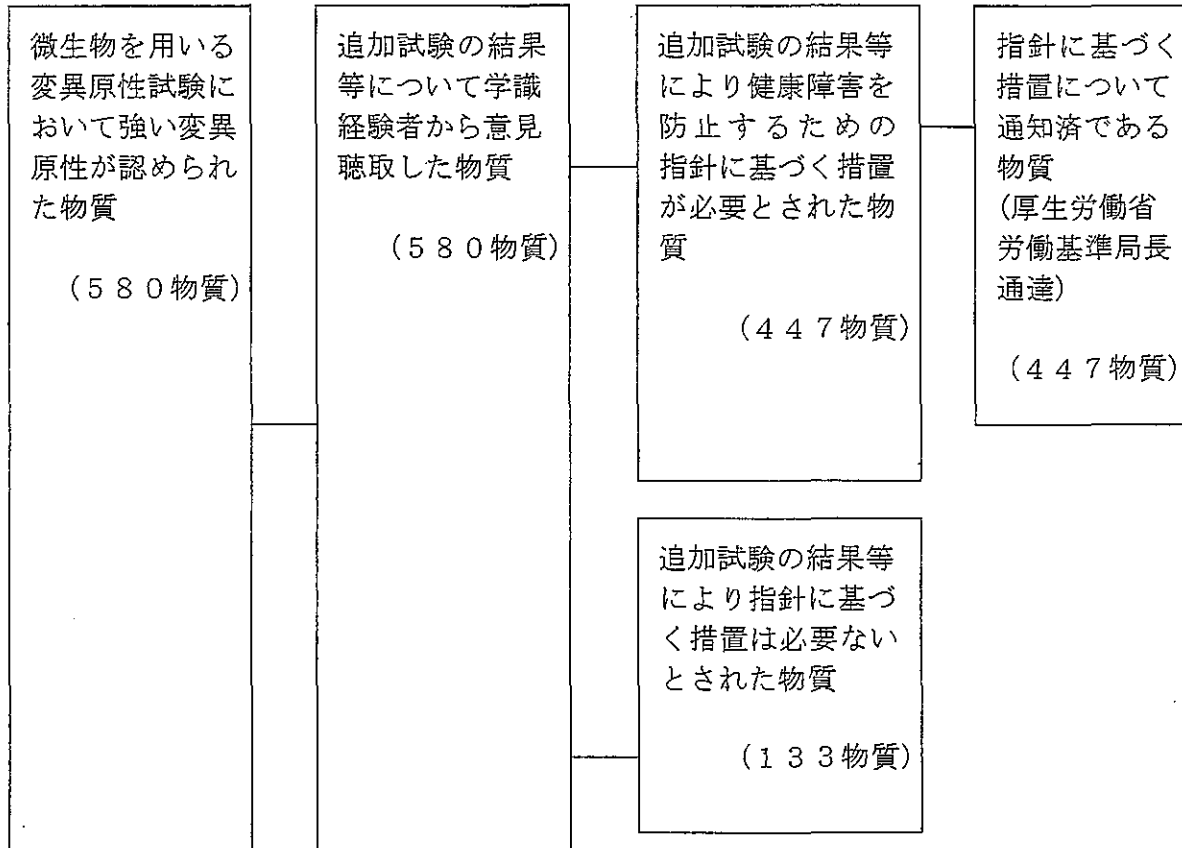 微生物を用いる
変異原性試験に
おいて強い変異
原性が認められ
た物質
(580物質)
追加試験の結果
等について学識
経験者から意見
聴取した物質
(580物質)
追加試験の結果等
により健康障害を
防止するための
指針に基づく措置
が必要とされた物
質
(447物質)
指針に基づく
措置について
通知済である
物質
(厚生労働省
労働基準局長
通達)
(447物質)
追加試験の結果等
により指針に基づ
く措置は必要ない
とされた物質
(133物質)